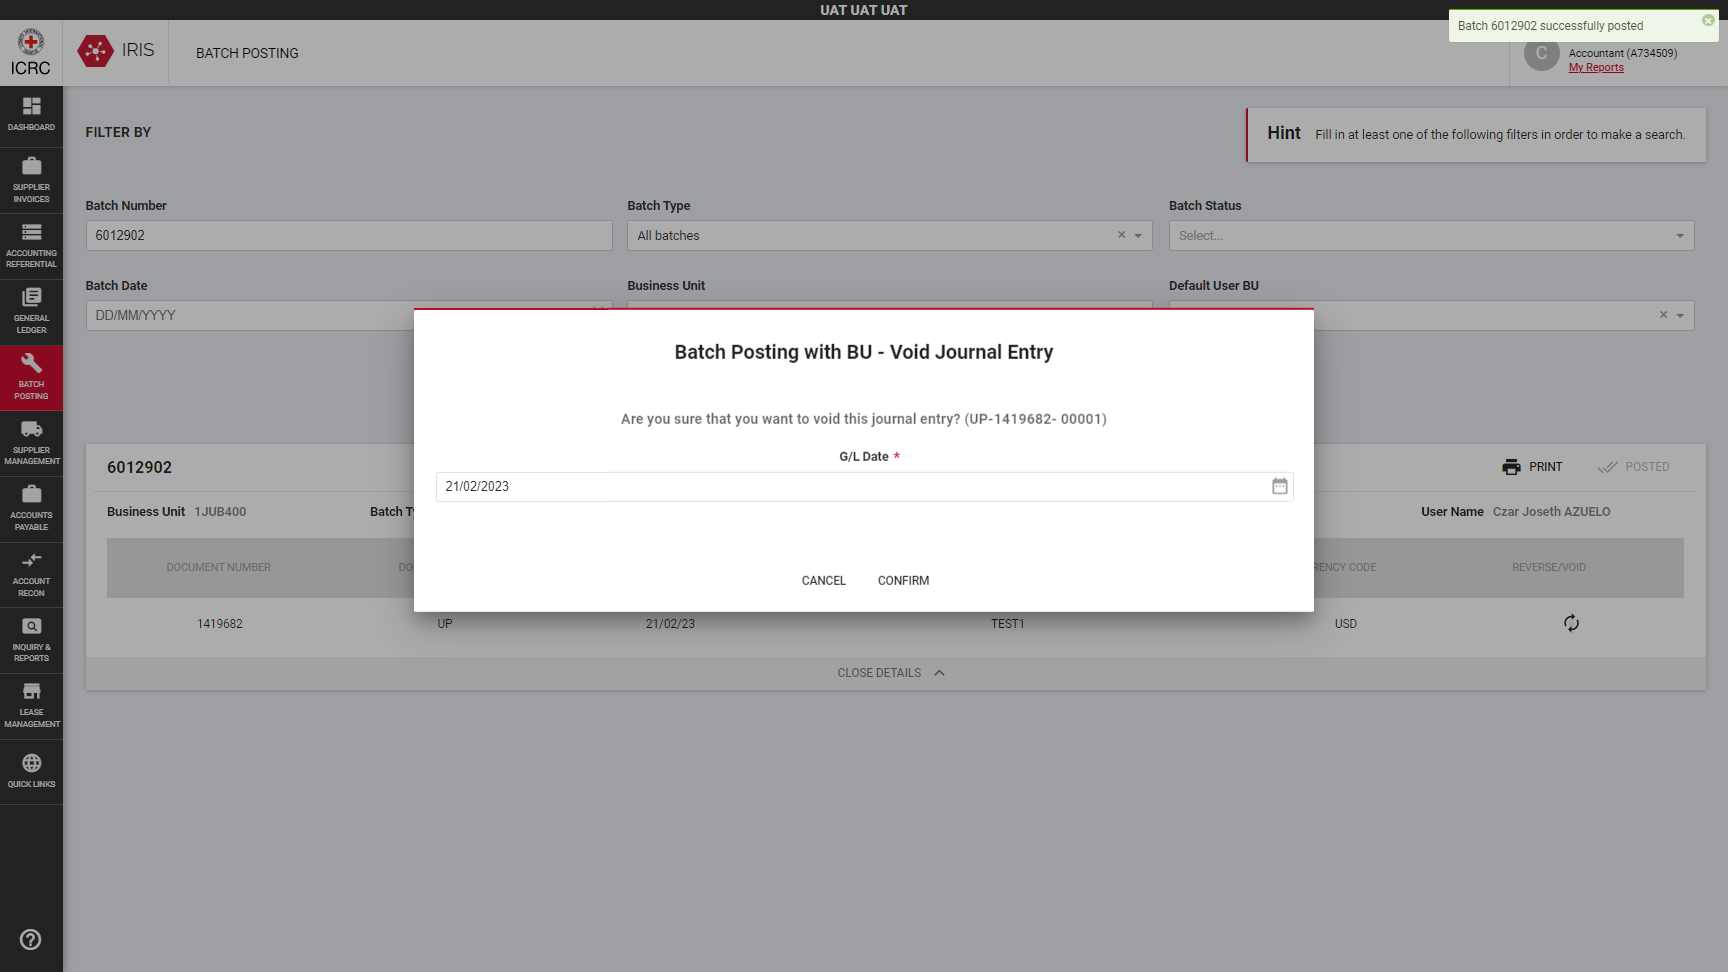 UAT UAT UAT
Batch 6012902 successfully posted
ICRC
IRIS
BATCH POSTING
C
Accountant (A734509)
My Reports
DASHBOARD
SUPPLIER
INVOICES
ACCOUNTING
REFERENTIAL
GENERAL
LEDGER
BATCH
POSTING
SUPPLIER
MANAGEMENT
ACCOUNTS
PAYABLE
ACCOUNT
RECON
INQUIRY &
REPORTS
LEASE
MANAGEMENT
QUICK LINKS
FILTER BY
Hint Fill in at least one of the following filters in order to make a search.
Batch Number Batch Type Batch Status
6012902 All batches Select...
Batch Date Business Unit Default User BU
DD/MM/YYYY
Batch Posting with BU - Void Journal Entry
Are you sure that you want to void this journal entry? (UP-1419682- 00001)
G/L Date *
21/02/2023
CANCEL CONFIRM
6012902 PRINT POSTED
Business Unit 1JUB400 Batch User Name Czar Joseth AZUELO
DOCUMENT NUMBER DO RENCY CODE REVERSE/VOID
1419682 UP 21/02/23 TEST1 USD
CLOSE DETAILS